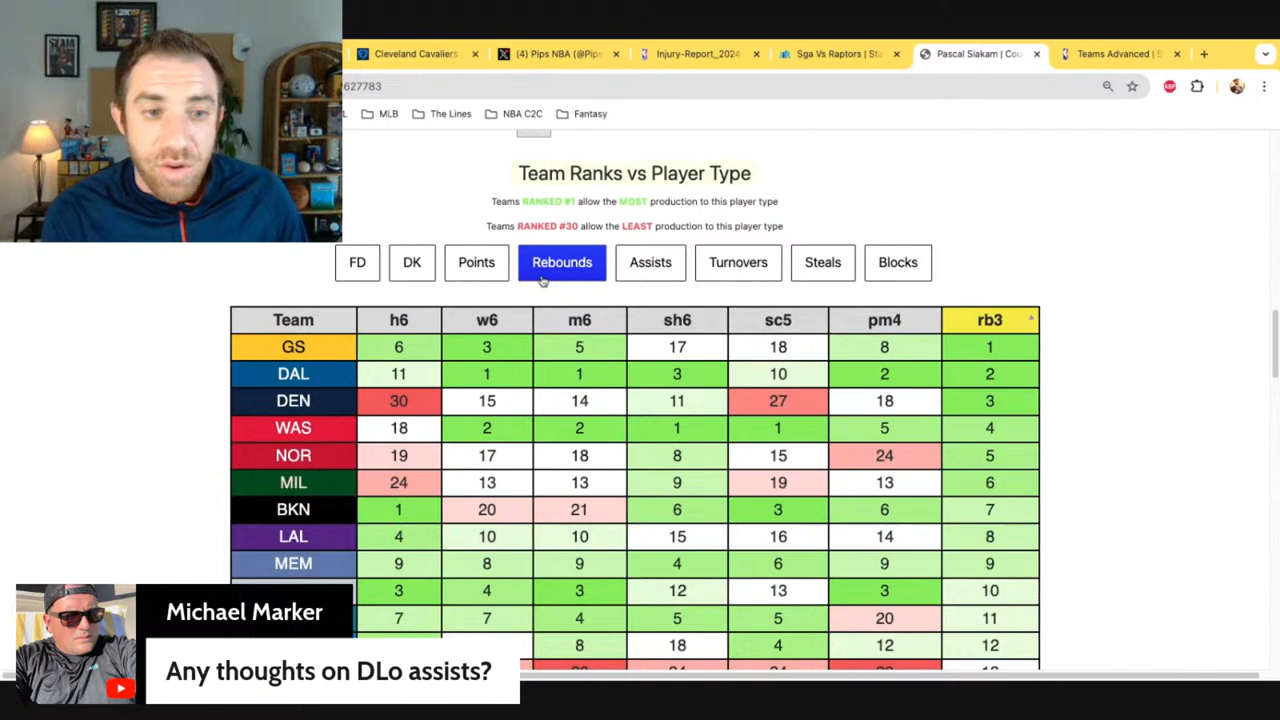 Cleveland Cavaliers
(4) Pips NBA (@Pips
Injury-Report_2024
Sga Vs Raptors | Sta
Pascal Siakam | Cou
Teams Advanced | S
627783
MLB
The Lines
NBA C2C
Fantasy
Team Ranks vs Player Type
Teams RANKED #1 allow the MOST production to this player type
Teams RANKED #30 allow the LEAST production to this player type
FD DK Points Rebounds Assists Turnovers Steals Blocks
Team h6 w6 m6 sh6 sc5 pm4 rb3
GS 6 3 5 17 18 8 1
DAL 11 1 1 3 10 2 2
DEN 30 15 14 11 27 18 3
WAS 18 2 2 1 1 5 4
NOR 19 17 18 8 15 24 5
MIL 24 13 13 9 19 13 6
BKN 1 20 21 6 3 6 7
LAL 4 10 10 15 16 14 8
MEM 9 8 9 4 6 9 9
3 4 3 12 13 3 10
7 7 4 5 5 20 11
8 18 4 12 12
Michael Marker
Any thoughts on DLo assists?